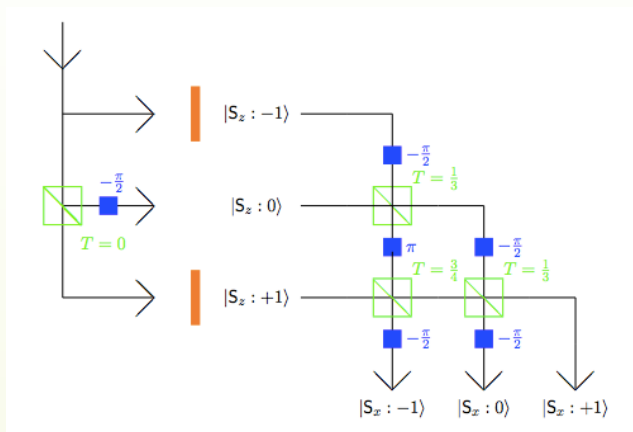 |S_z : −1⟩
−π/2
T = 1/3
−π/2
|S_z : 0⟩
T = 0
π
−π/2
T = 3/4
T = 1/3
|S_z : +1⟩
−π/2
−π/2
|S_x : −1⟩ |S_x : 0⟩ |S_x : +1⟩